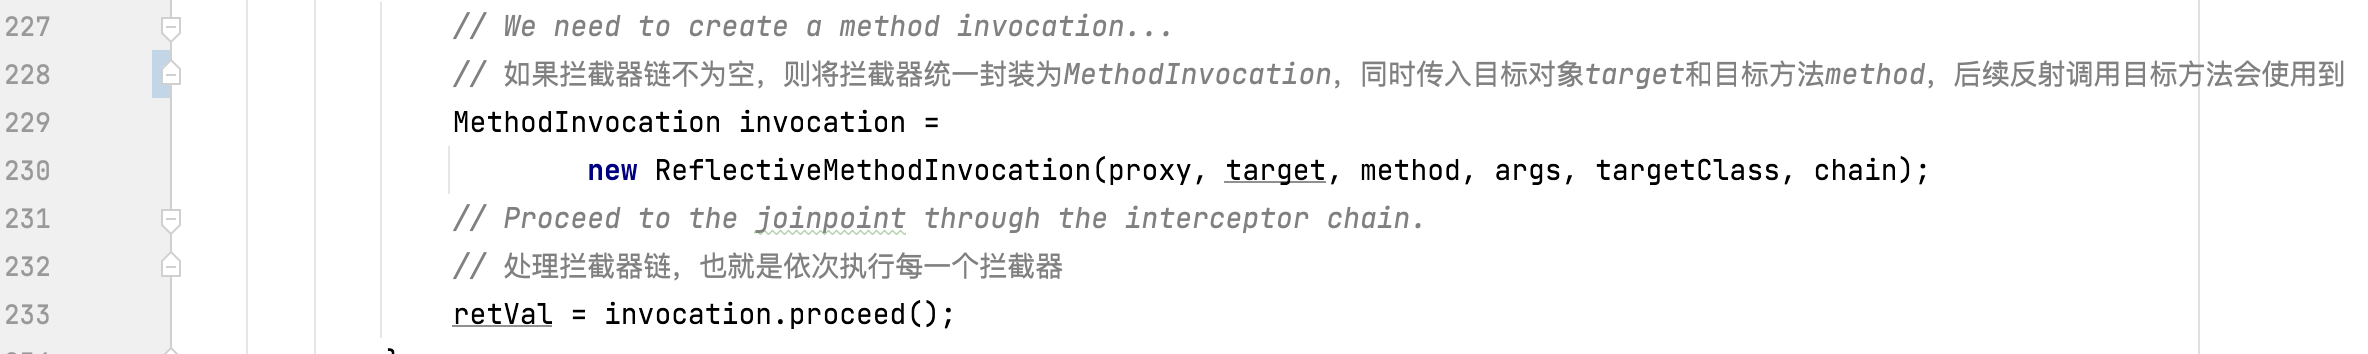 227 // We need to create a method invocation...
228 // 如果拦截器链不为空，则将拦截器统一封装为MethodInvocation，同时传入目标对象target和目标方法method，后续反射调用目标方法会使用到
229 MethodInvocation invocation =
230 new ReflectiveMethodInvocation(proxy, target, method, args, targetClass, chain);
231 // Proceed to the joinpoint through the interceptor chain.
232 // 处理拦截器链，也就是依次执行每一个拦截器
233 retVal = invocation.proceed();